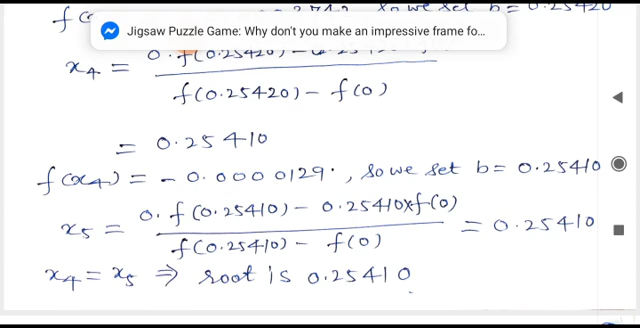 Jigsaw Puzzle Game: Why don't you make an impressive frame fo...
so we set b = 0.25420
x₄ = 0·f(0.25420) –
f(0.25420) – f(0)
= 0.25410
f(x₄) = – 0.0000129·, so we set b = 0.25410
x₅ = 0·f(0.25410) – 0.25410×f(0)
f(0.25410) – f(0)
= 0.25410
x₄ = x₅ ⇒ root is 0.25410